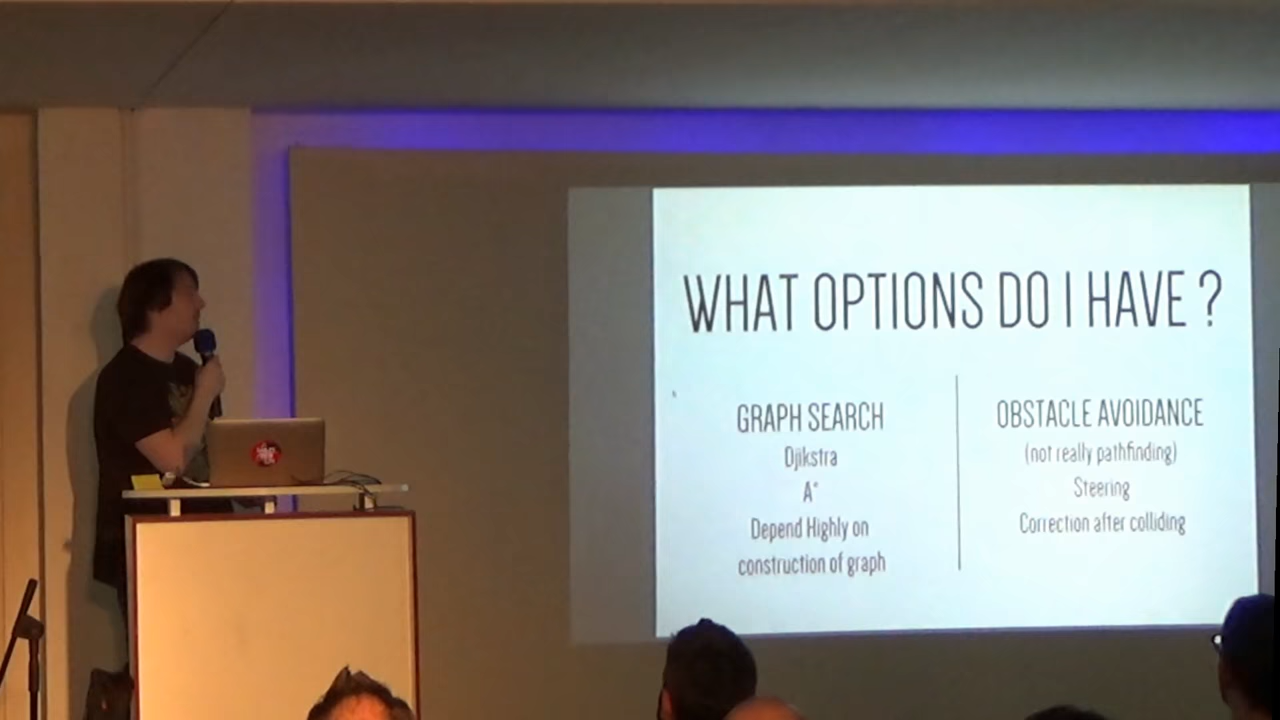 WHAT OPTIONS DO I HAVE ?
GRAPH SEARCH
Djikstra
A*
Depend Highly on
construction of graph
OBSTACLE AVOIDANCE
(not really pathfinding)
Steering
Correction after colliding